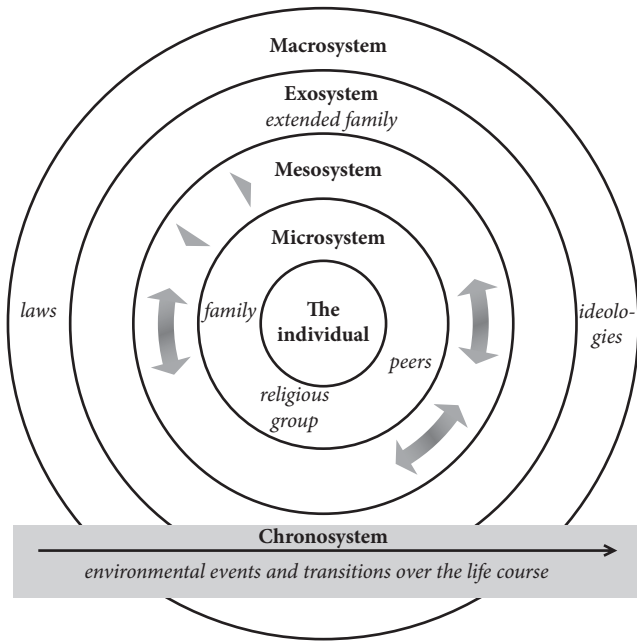 Macrosystem
Exosystem
extended family
Mesosystem
Microsystem
laws
family
The
individual
ideolo-
gies
peers
religious
group
Chronosystem
environmental events and transitions over the life course